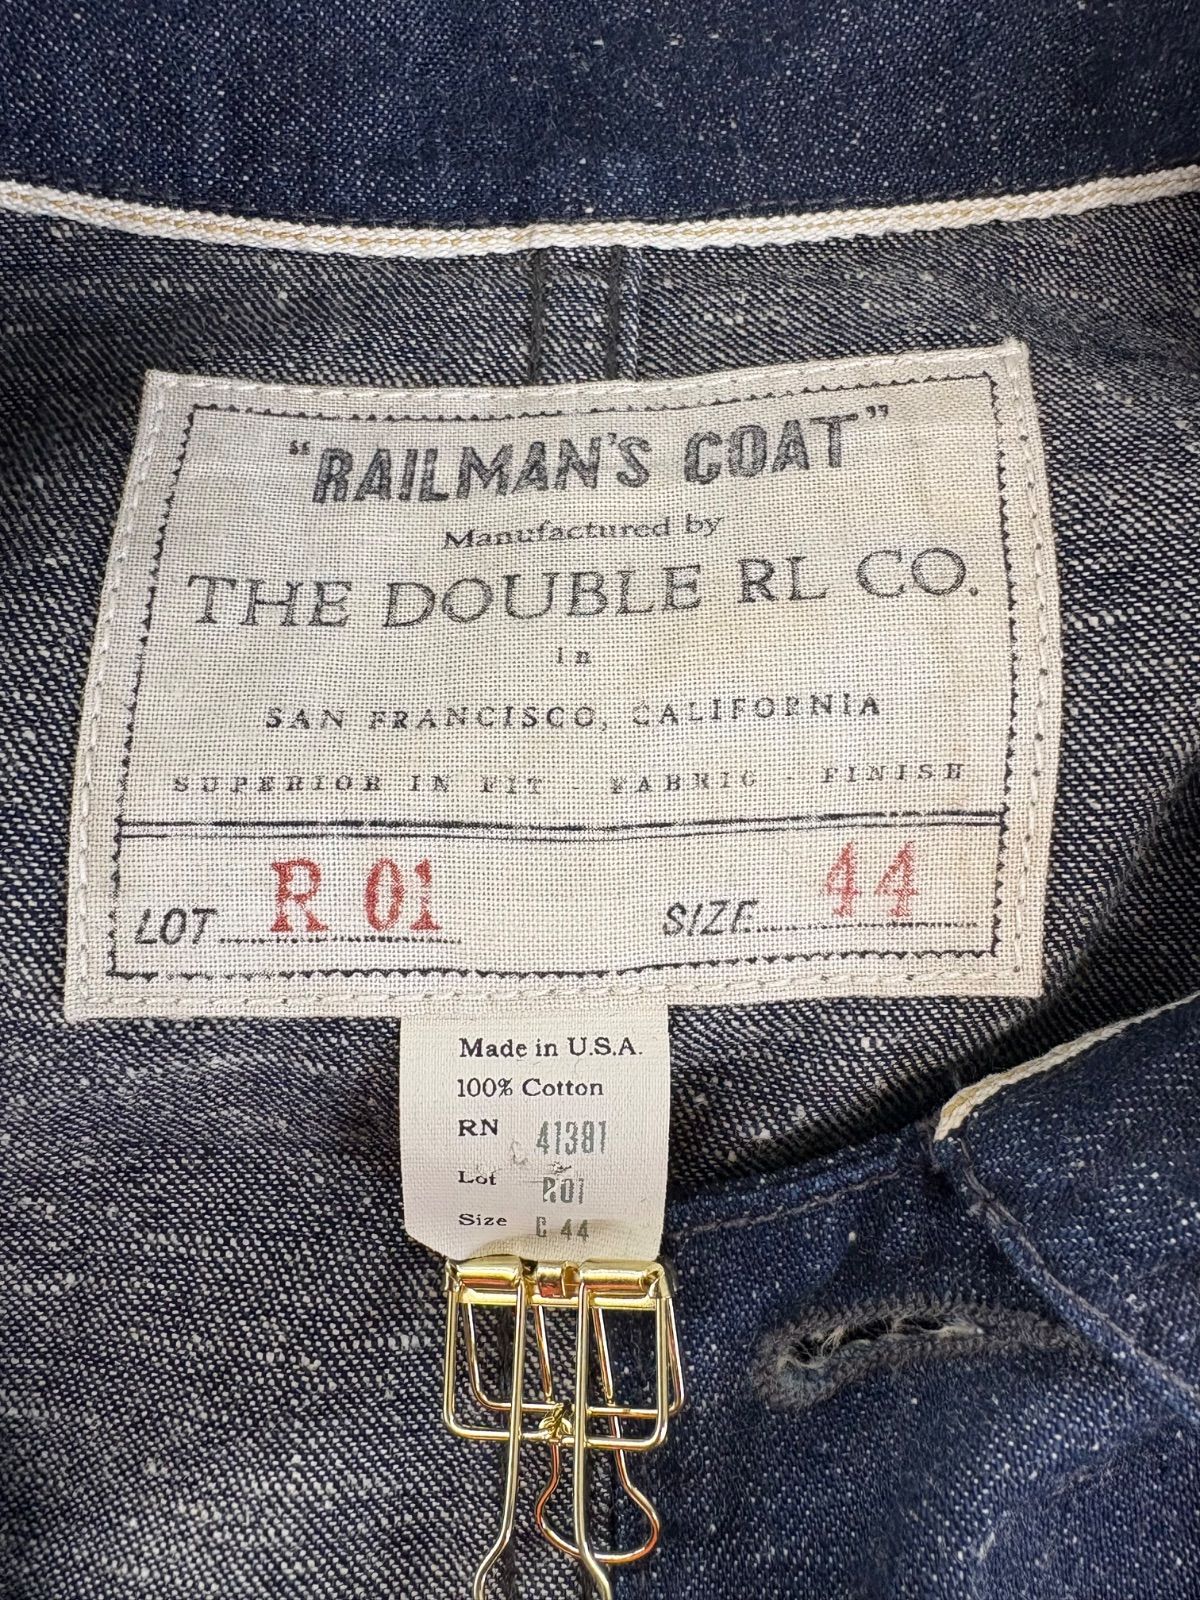 "RAILMAN'S COAT"
Manufactured by
THE DOUBLE RL CO.
in
SAN FRANCISCO, CALIFORNIA
SUPERIOR IN FIT - FABRIC - FINISH
LOT R 01 SIZE 44
Made in U.S.A.
100% Cotton
RN 41381
Lot R01
Size C 44